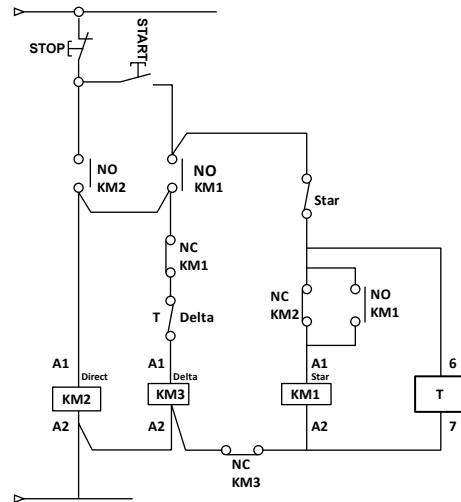 START
STOP
NO
KM2
NO
KM1
Star
NC
KM1
T Delta
NC
KM2
NO
KM1
A1 Direct
KM2
A2
A1 Delta
KM3
A2
A1 Star
KM1
A2
6
T
7
NC
KM3